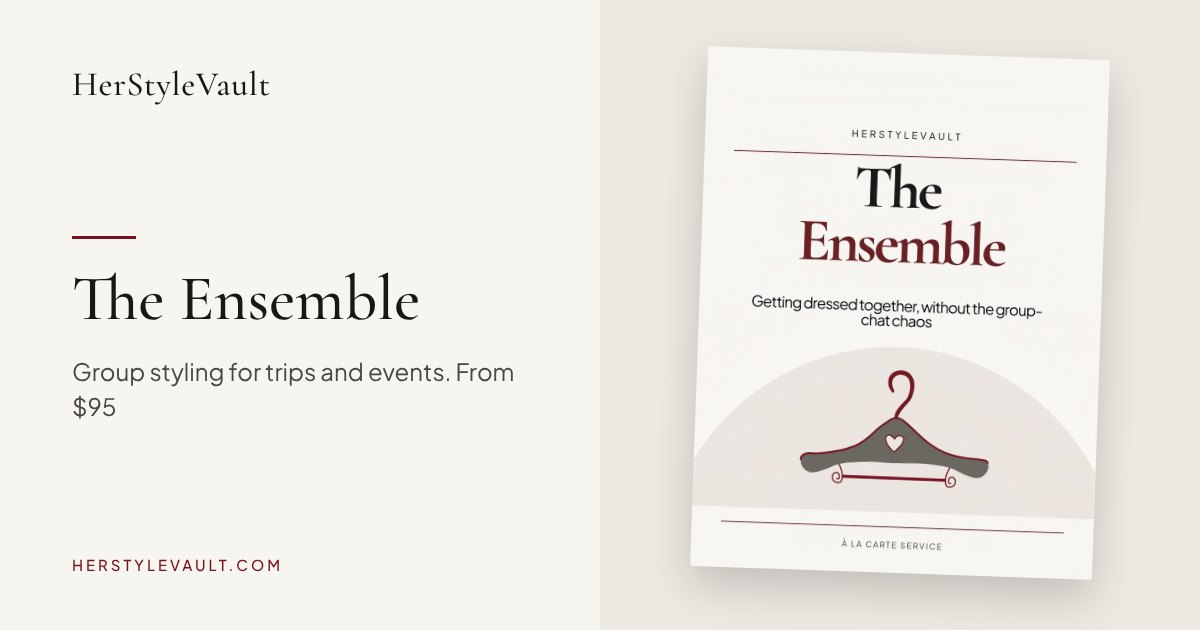 HerStyleVault
The Ensemble
Group styling for trips and events. From
$95
HERSTYLEVAULT.COM
HERSTYLEVAULT
The
Ensemble
Getting dressed together, without the group-
chat chaos
À LA CARTE SERVICE